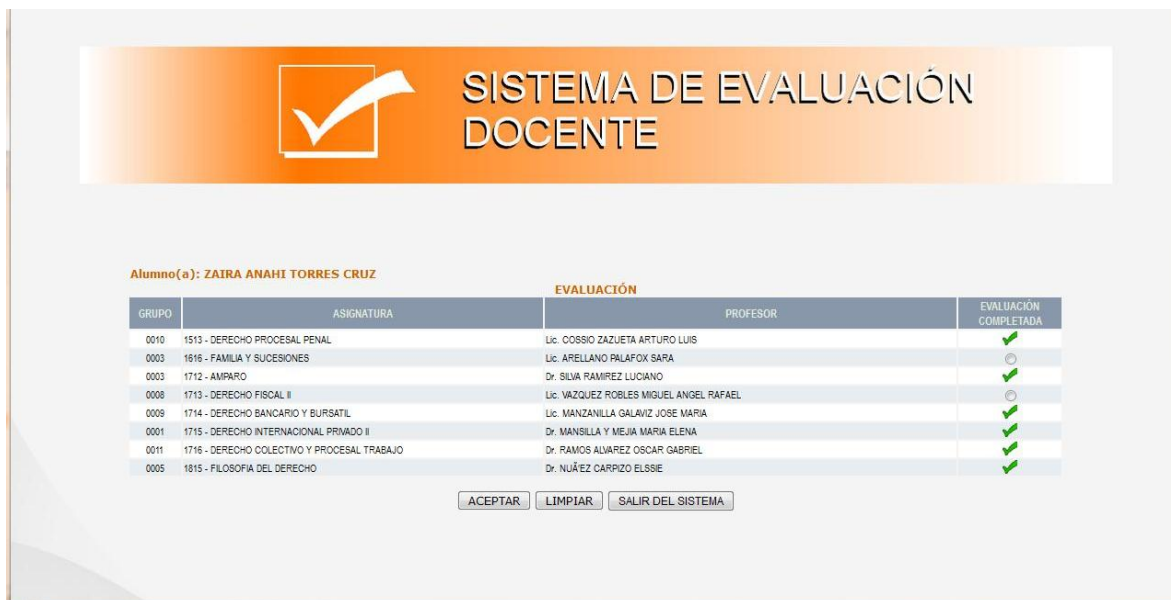 SISTEMA DE EVALUACIÓN
DOCENTE
Alumno(a): ZAIRA ANAHI TORRES CRUZ
EVALUACIÓN
GRUPO ASIGNATURA PROFESOR EVALUACIÓN COMPLETADA
0010 1513 - DERECHO PROCESAL PENAL Lic. COSSIO ZAZUETA ARTURO LUIS
0003 1616 - FAMILIA Y SUCESIONES Lic. ARELLANO PALAFOX SARA
0003 1712 - AMPARO Dr. SILVA RAMIREZ LUCIANO
0008 1713 - DERECHO FISCAL II Lic. VAZQUEZ ROBLES MIGUEL ANGEL RAFAEL
0009 1714 - DERECHO BANCARIO Y BURSATIL Lic. MANZANILLA GALAVIZ JOSE MARIA
0001 1715 - DERECHO INTERNACIONAL PRIVADO II Dr. MANSILLA Y MEJIA MARIA ELENA
0011 1716 - DERECHO COLECTIVO Y PROCESAL TRABAJO Dr. RAMOS ALVAREZ OSCAR GABRIEL
0005 1815 - FILOSOFIA DEL DERECHO Dr. NUÃ'EZ CARPIZO ELSSIE
ACEPTAR LIMPIAR SALIR DEL SISTEMA